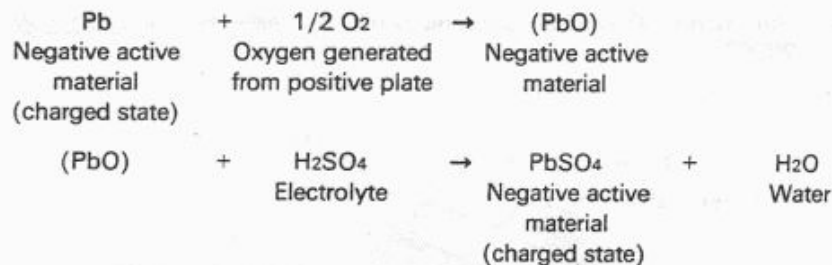 Pb + 1/2 O2 → (PbO)
Negative active Oxygen generated Negative active
material from positive plate material
(charged state)
(PbO) + H2SO4 → PbSO4 + H2O
Electrolyte Negative active Water
material
(charged state)